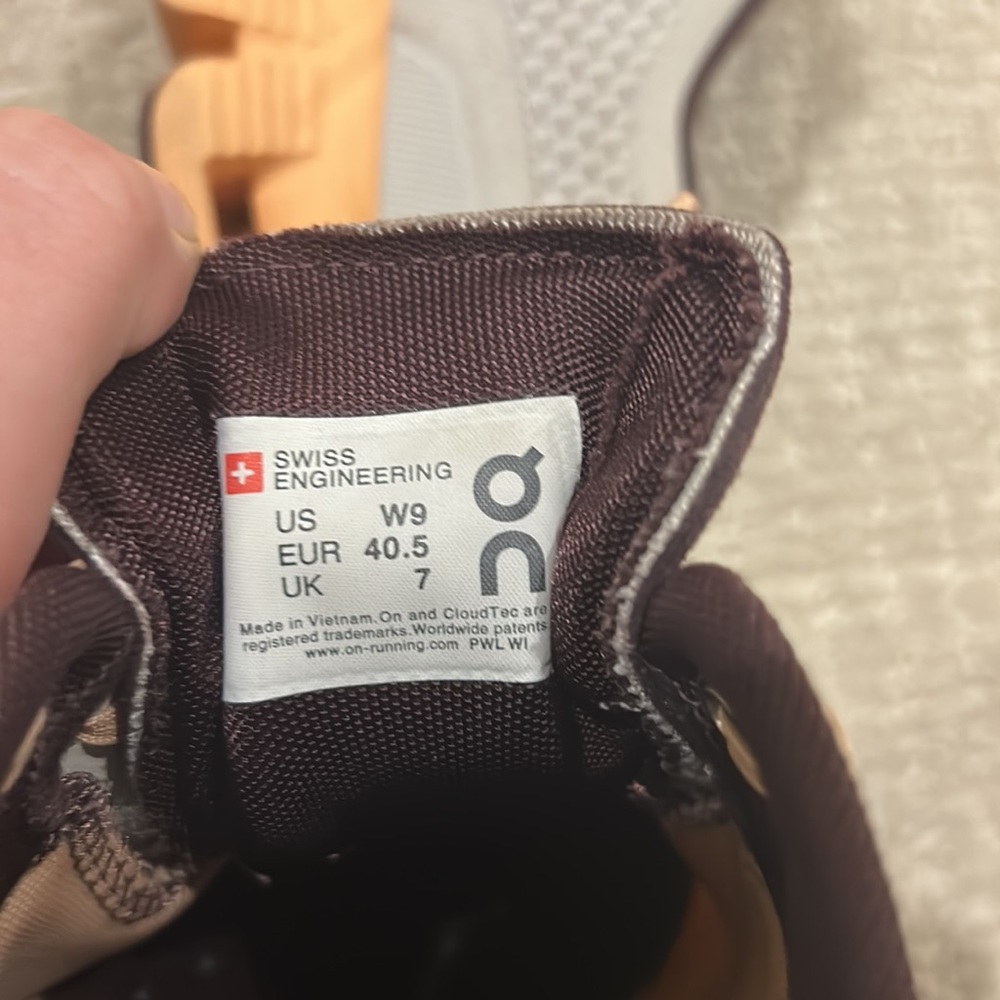 SWISS
ENGINEERING
On
US W9
EUR 40.5
UK 7
Made in Vietnam.On and CloudTec are
registered trademarks.Worldwide patents
www.on-running.com PWL WI